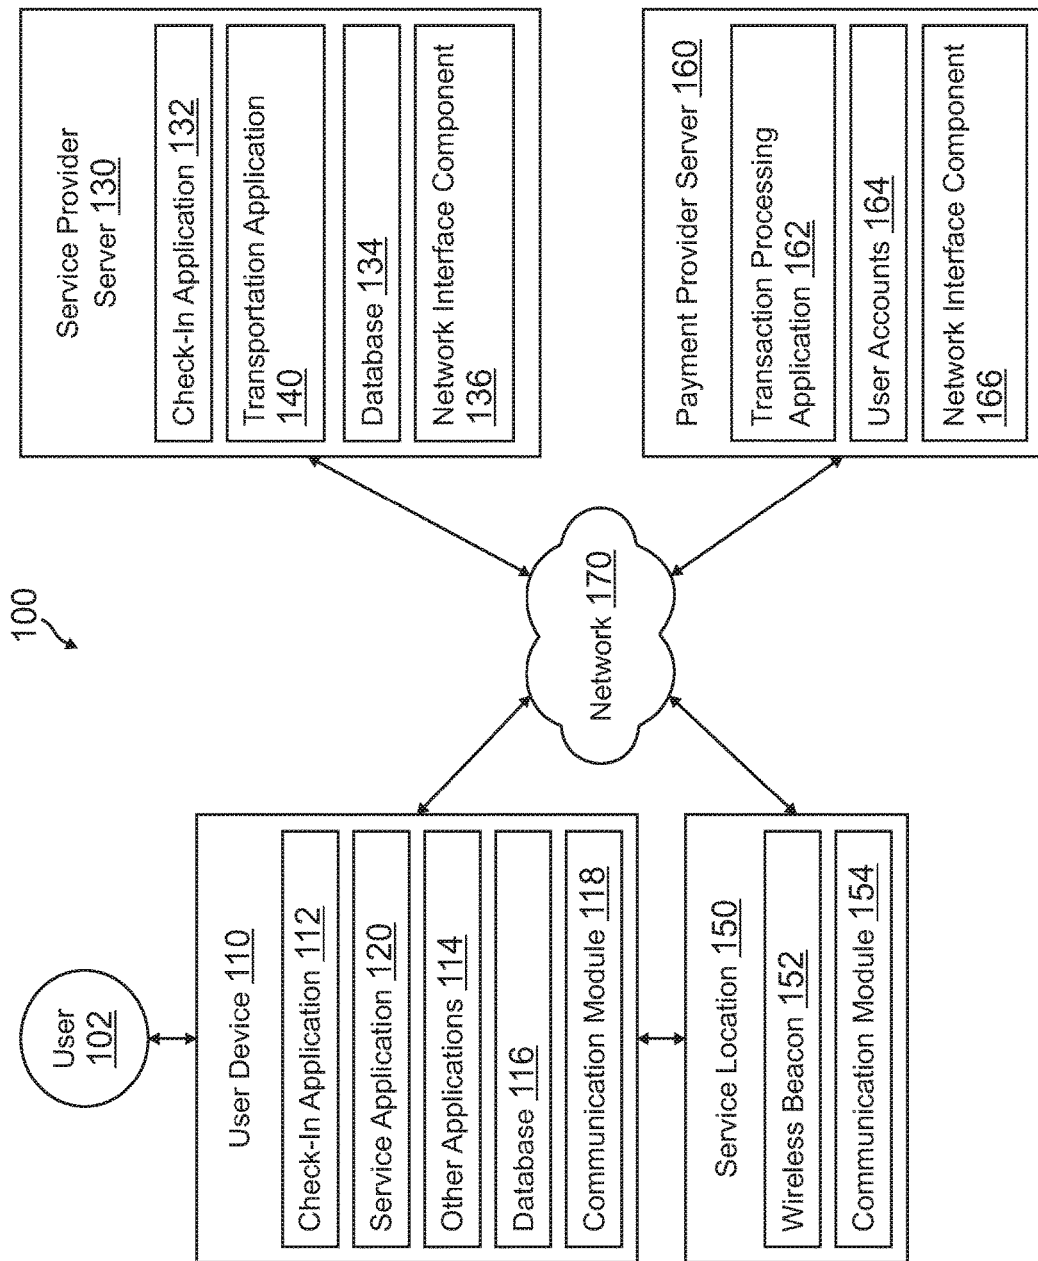 100
User
102
User Device 110
Check-In Application 112
Service Application 120
Other Applications 114
Database 116
Communication Module 118
Service Location 150
Wireless Beacon 152
Communication Module 154
Network 170
Service Provider
Server 130
Check-In Application 132
Transportation Application
140
Database 134
Network Interface Component
136
Payment Provider Server 160
Transaction Processing
Application 162
User Accounts 164
Network Interface Component
166